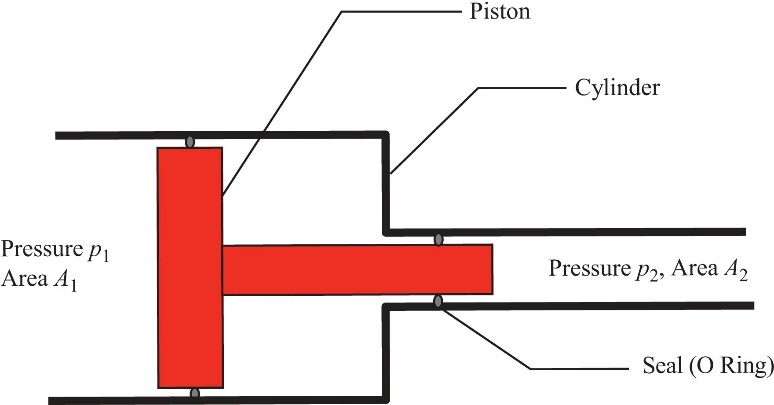 Piston
Cylinder
Pressure p₁
Area A₁
Pressure p₂, Area A₂
Seal (O Ring)